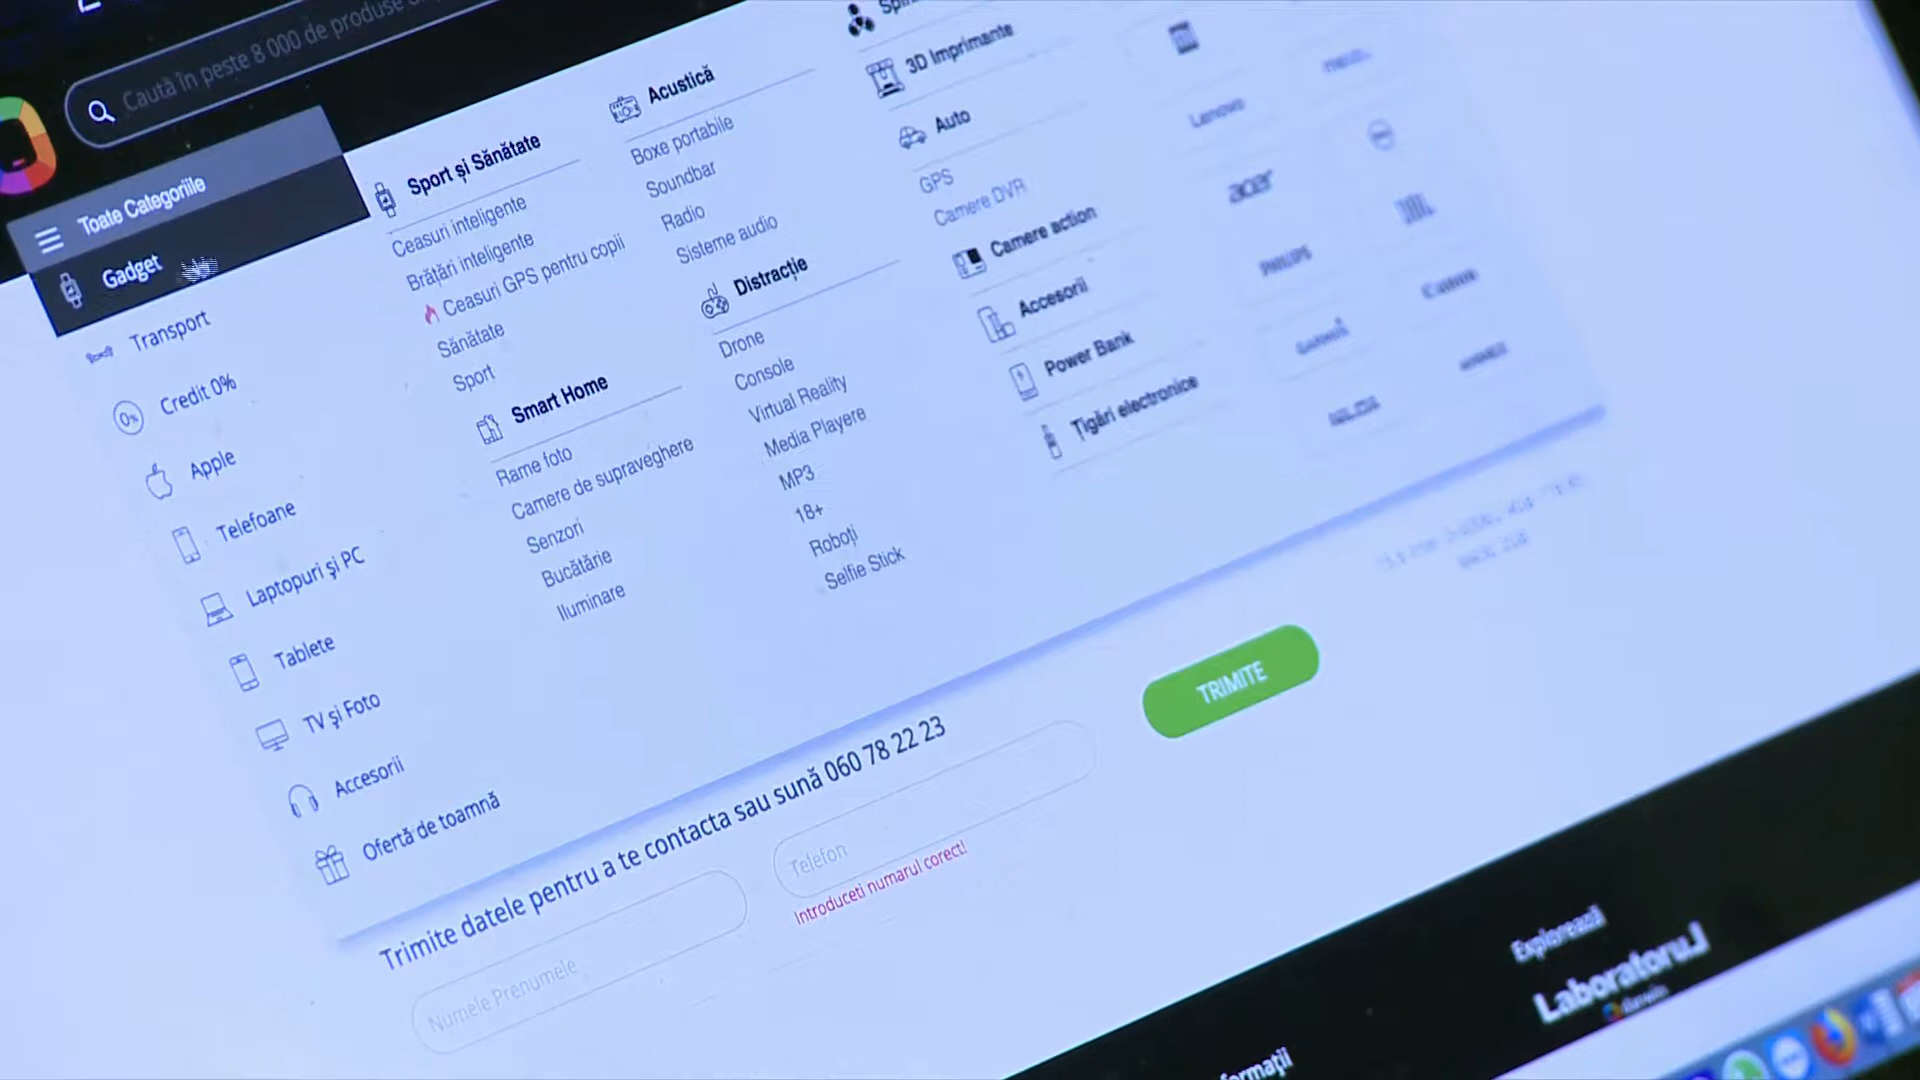 Caută în peste 8 000 de produse
Toate Categoriile
Gadget
Transport
Credit 0%
Apple
Telefoane
Laptopuri și PC
Tablete
TV și Foto
Accesorii
Ofertă de toamnă
Sport și Sănătate
Ceasuri inteligente
Brățări inteligente
Ceasuri GPS pentru copii
Sănătate
Sport
Smart Home
Rame foto
Camere de supraveghere
Senzori
Bucătărie
Iluminare
Acustică
Boxe portabile
Soundbar
Radio
Sisteme audio
Distracție
Drone
Console
Virtual Reality
Media Playere
MP3
18+
Roboți
Selfie Stick
3D Imprimante
Auto
GPS
Camere DVR
Camere action
Accesorii
Power Bank
Țigări electronice
Lenovo
acer
PHILIPS
GARMIN
Canon
Trimite datele pentru a te contacta sau sună 060 78 22 23
Numele Prenumele
Telefon
Introduceti numarul corect!
TRIMITE
Explorează
Laboratorul
darwin